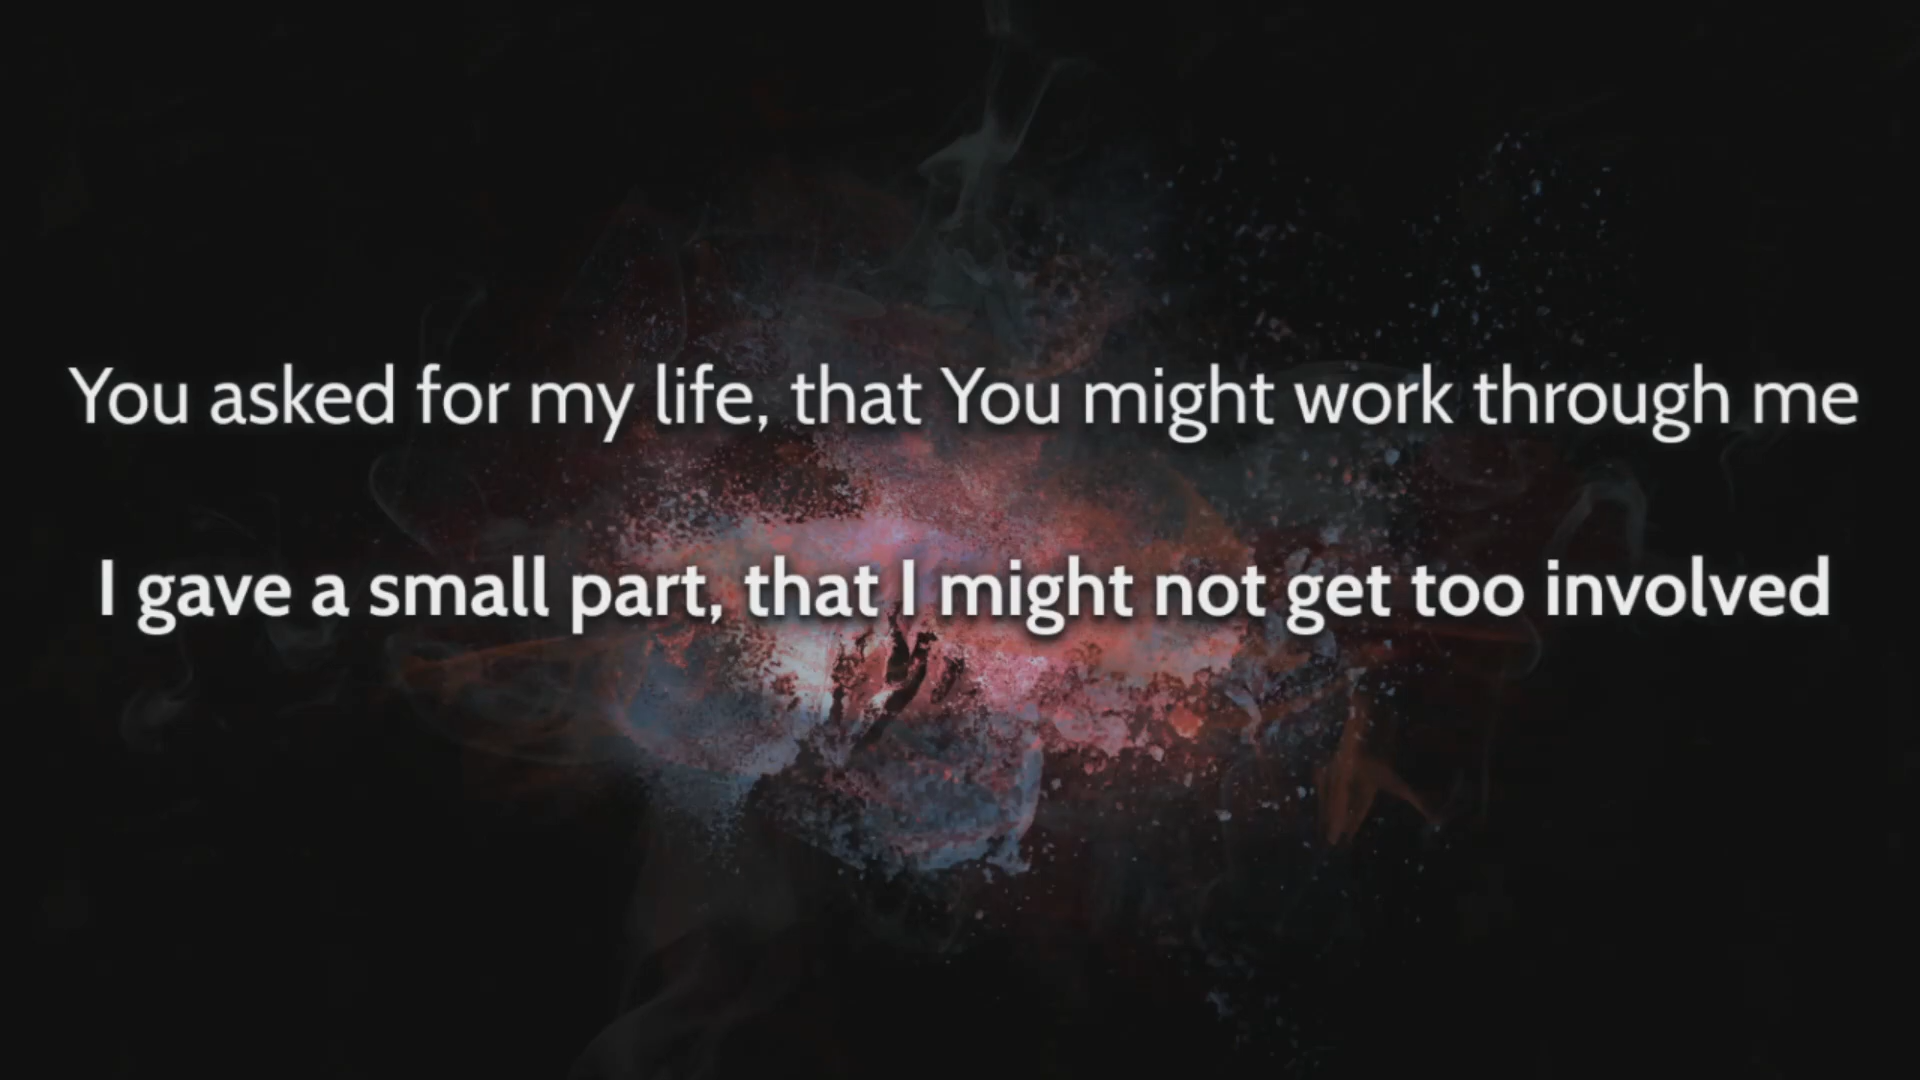 You asked for my life, that You might work through me
I gave a small part, that I might not get too involved